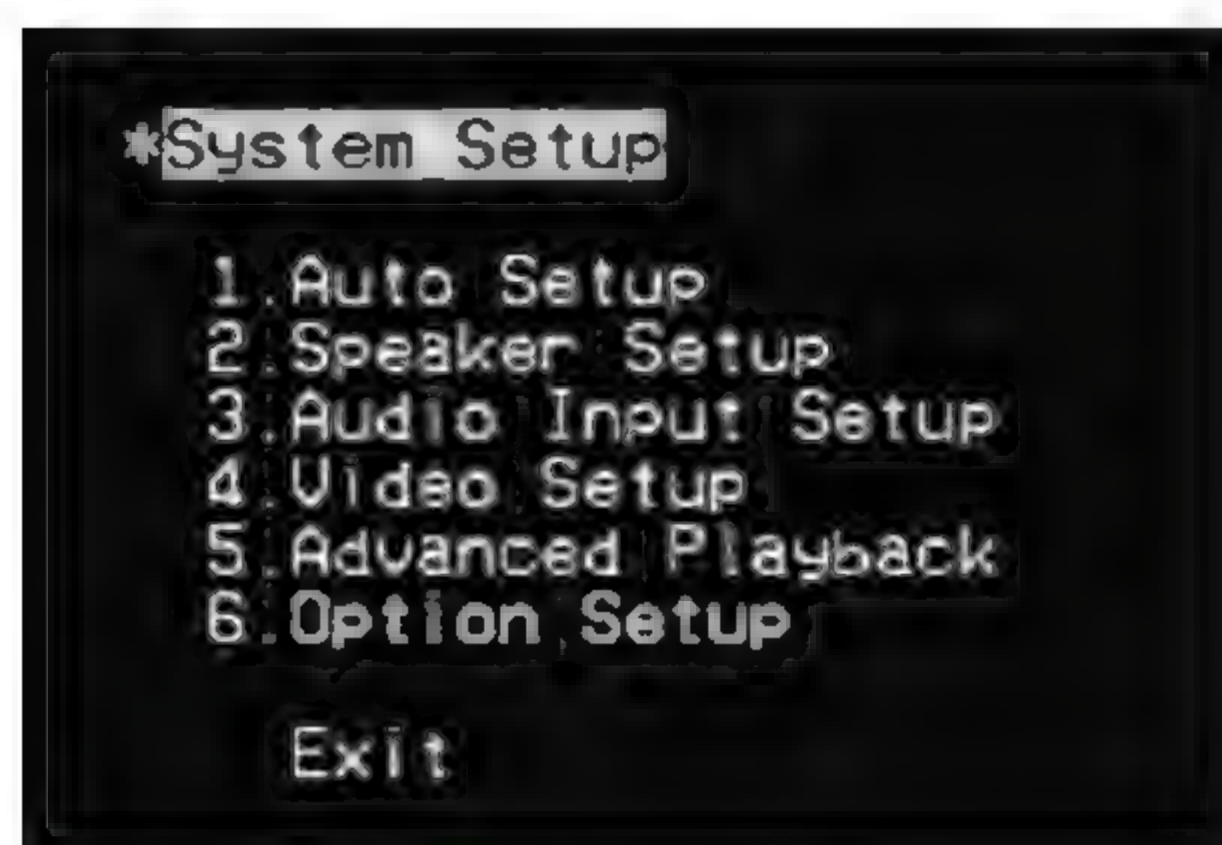 *System Setup
1.Auto Setup
2.Speaker Setup
3.Audio Input Setup
4.Video Setup
5.Advanced Playback
6.Option Setup
Exit